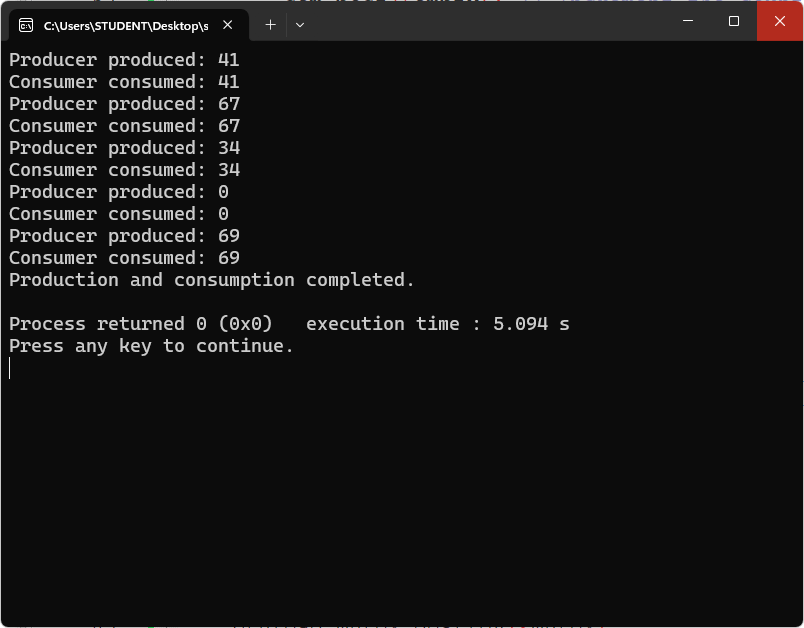 C:\Users\STUDENT\Desktop\s
Producer produced: 41
Consumer consumed: 41
Producer produced: 67
Consumer consumed: 67
Producer produced: 34
Consumer consumed: 34
Producer produced: 0
Consumer consumed: 0
Producer produced: 69
Consumer consumed: 69
Production and consumption completed.
Process returned 0 (0x0)   execution time : 5.094 s
Press any key to continue.